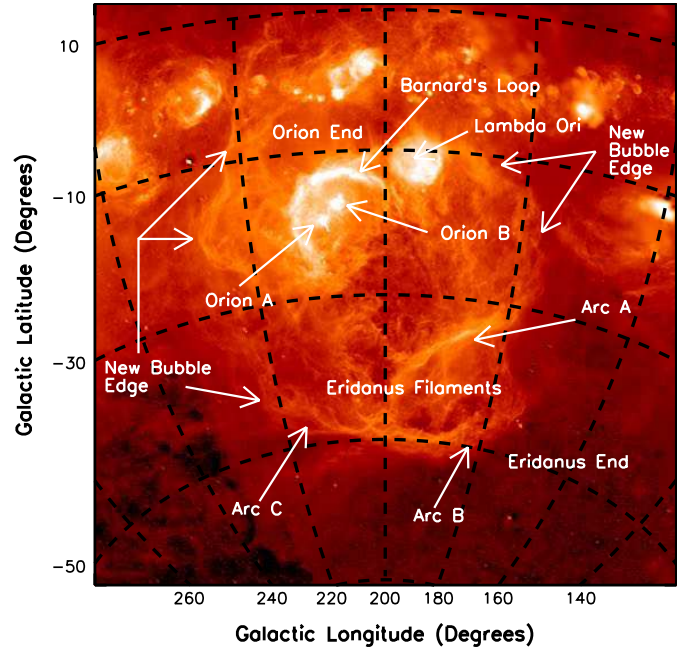 10
Barnard's Loop
Orion End
Lambda Ori
New
Bubble
Edge
-10
Orion B
Orion A
Arc A
-30
New Bubble
Edge
Eridanus Filaments
Eridanus End
Arc C
Arc B
-50
260 240 220 200 180 160 140
Galactic Longitude (Degrees)
Galactic Latitude (Degrees)